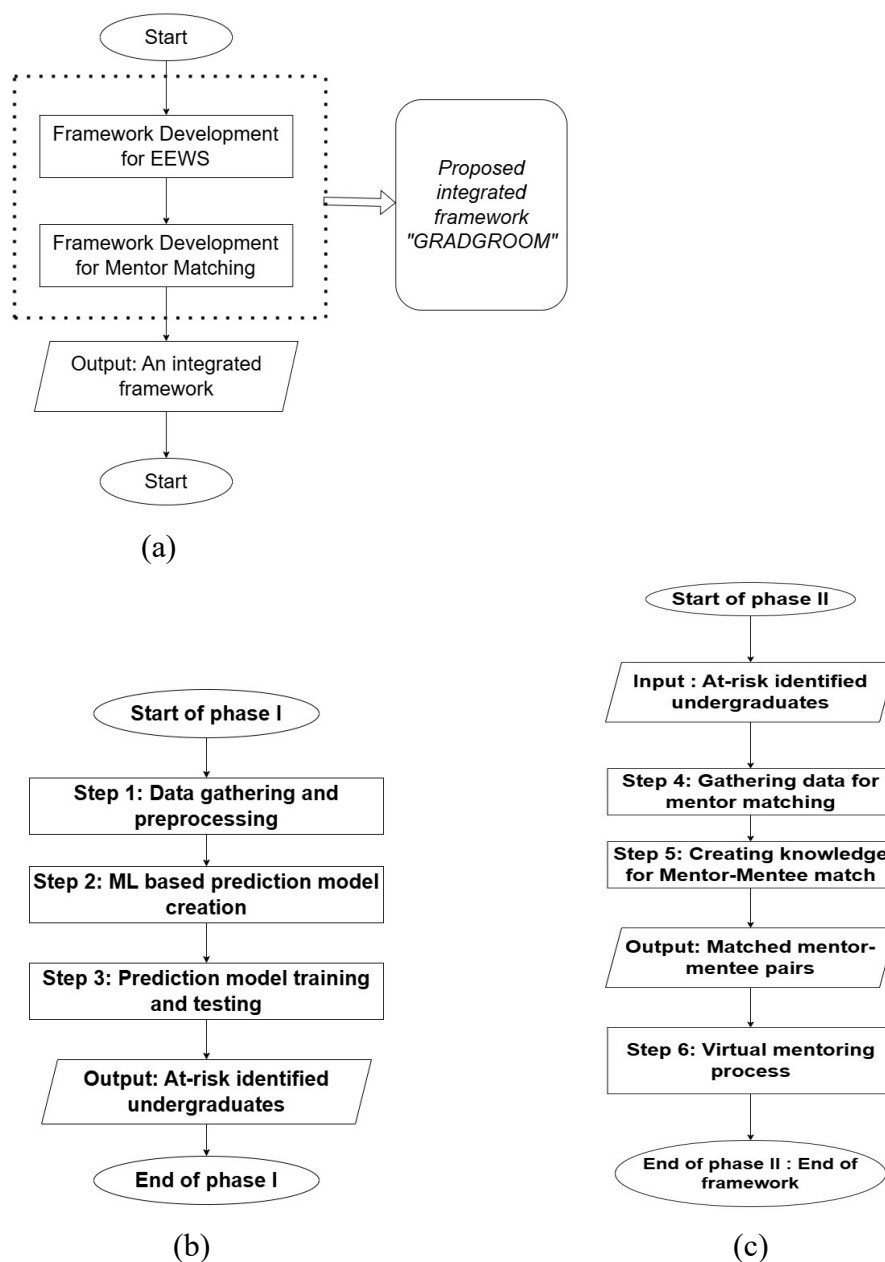 Start
Framework Development
for EEWS
Framework Development
for Mentor Matching
Output: An integrated
framework
Start
Proposed
integrated
framework
"GRADGROOM"
(a)
Start of phase I
Step 1: Data gathering and
preprocessing
Step 2: ML based prediction model
creation
Step 3: Prediction model training
and testing
Output: At-risk identified
undergraduates
End of phase I
(b)
Start of phase II
Input : At-risk identified
undergraduates
Step 4: Gathering data for
mentor matching
Step 5: Creating knowledge
for Mentor-Mentee match
Output: Matched mentor-
mentee pairs
Step 6: Virtual mentoring
process
End of phase II : End of
framework
(c)